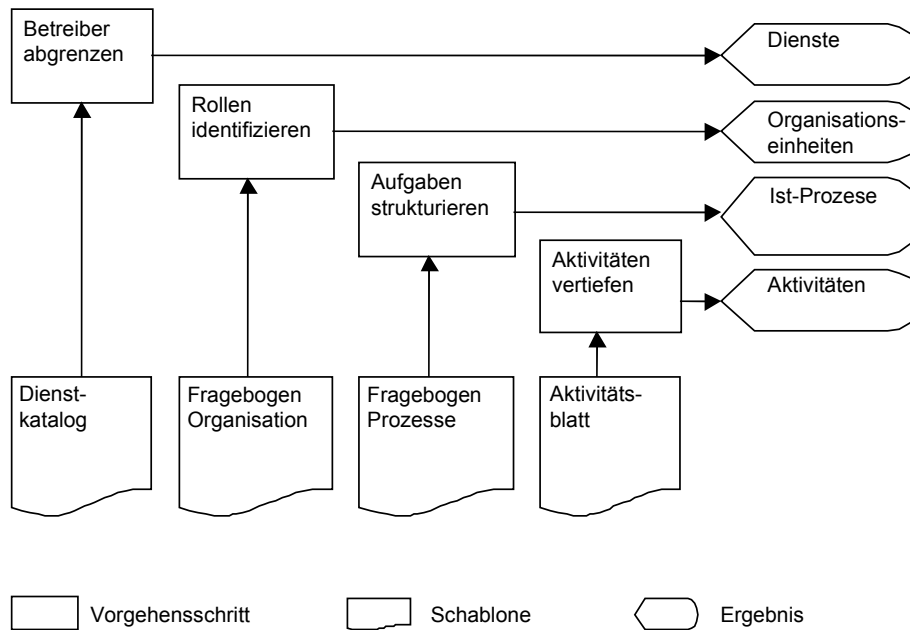 Betreiber
abgrenzen
Dienste
Rollen
identifizieren
Organisations-
einheiten
Aufgaben
strukturieren
Ist-Prozese
Aktivitäten
vertiefen
Aktivitäten
Dienst-
katalog
Fragebogen
Organisation
Fragebogen
Prozesse
Aktivitäts-
blatt
Vorgehensschritt
Schablone
Ergebnis